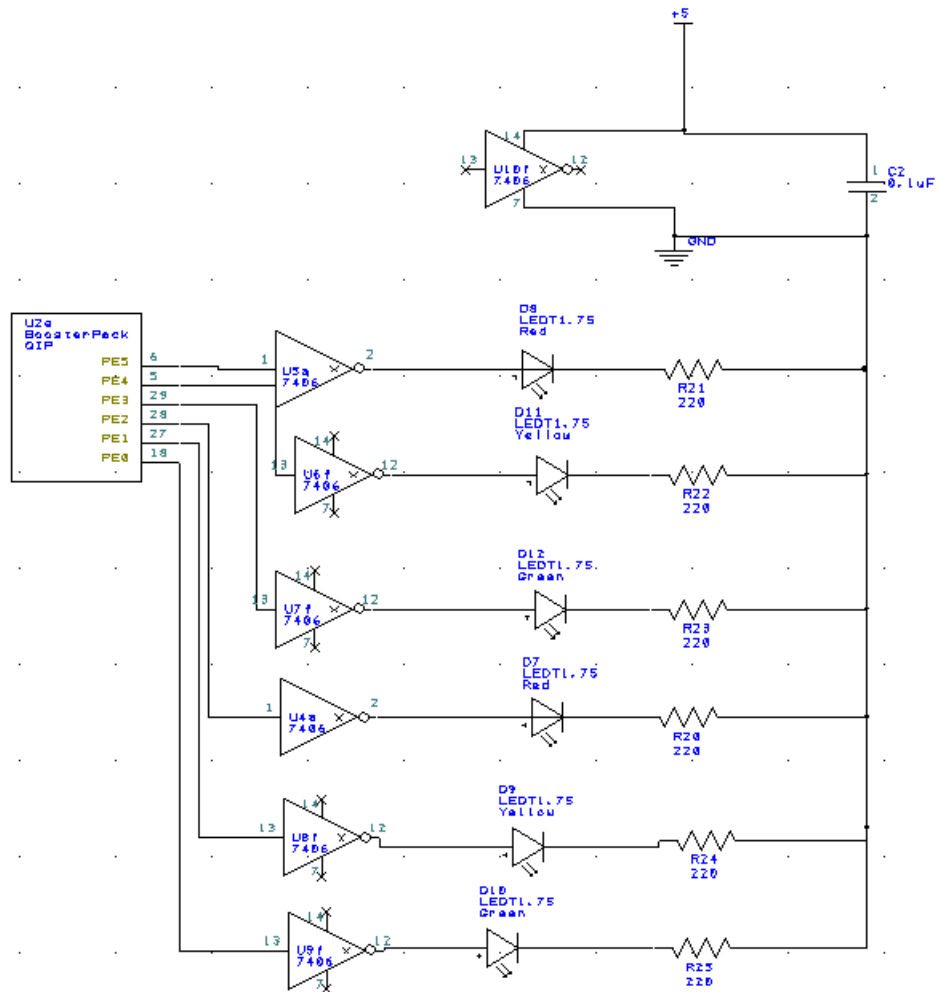 +5
14
13
U10f
7406
12
7
1
C2
0.1uF
2
GND
U2e
BoosterPack
QIP
PE5
6
PE4
5
PE3
29
PE2
28
PE1
27
PE0
18
1
U5a
7406
2
D8
LEDT1.75
Red
R21
220
D11
LEDT1.75
Yellow
14
13
U6f
7406
12
7
R22
220
D12
LEDT1.75
Green
14
13
U7f
7406
12
7
R23
220
D7
LEDT1.75
Red
1
U4a
7406
2
R20
220
D9
LEDT1.75
Yellow
14
13
U8f
7406
12
7
R24
220
D10
LEDT1.75
Green
14
13
U9f
7406
12
7
R25
220